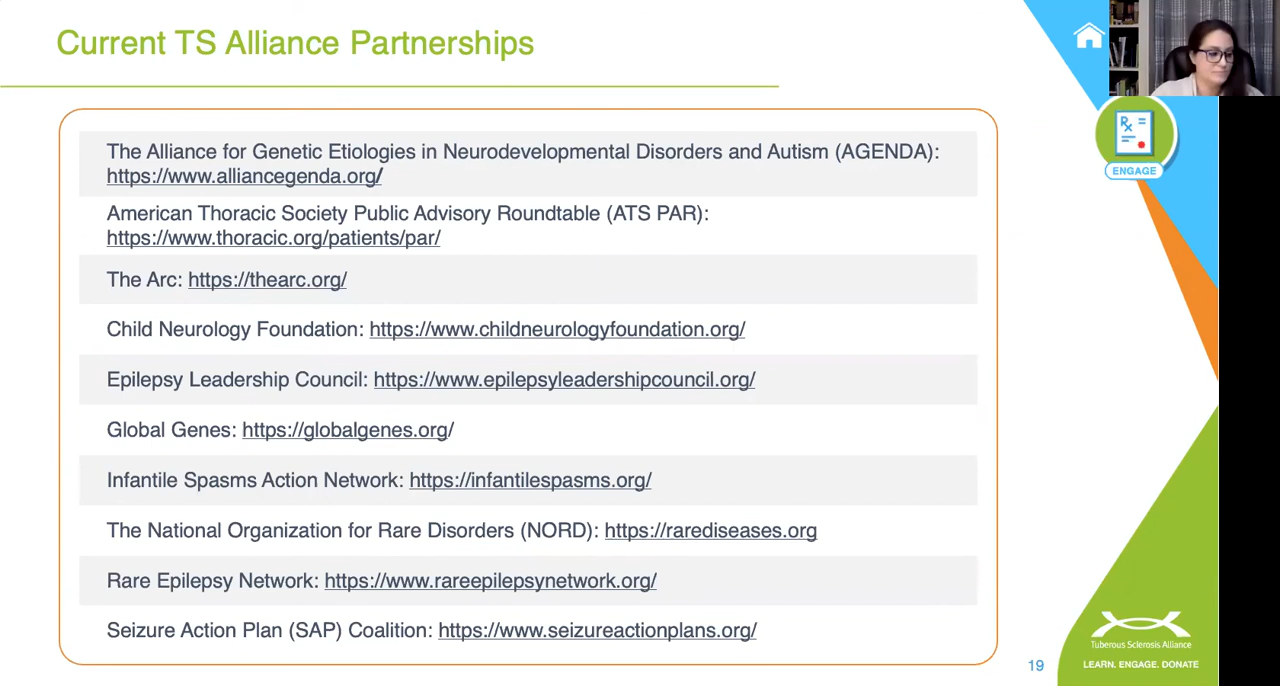 Current TS Alliance Partnerships
The Alliance for Genetic Etiologies in Neurodevelopmental Disorders and Autism (AGENDA):
https://www.alliancegenda.org/
American Thoracic Society Public Advisory Roundtable (ATS PAR):
https://www.thoracic.org/patients/par/
The Arc: https://thearc.org/
Child Neurology Foundation: https://www.childneurologyfoundation.org/
Epilepsy Leadership Council: https://www.epilepsyleadershipcouncil.org/
Global Genes: https://globalgenes.org/
Infantile Spasms Action Network: https://infantilespasms.org/
The National Organization for Rare Disorders (NORD): https://rarediseases.org
Rare Epilepsy Network: https://www.rareepilepsynetwork.org/
Seizure Action Plan (SAP) Coalition: https://www.seizureactionplans.org/
Rx
ENGAGE
Tuberous Sclerosis Alliance
LEARN. ENGAGE. DONATE
19